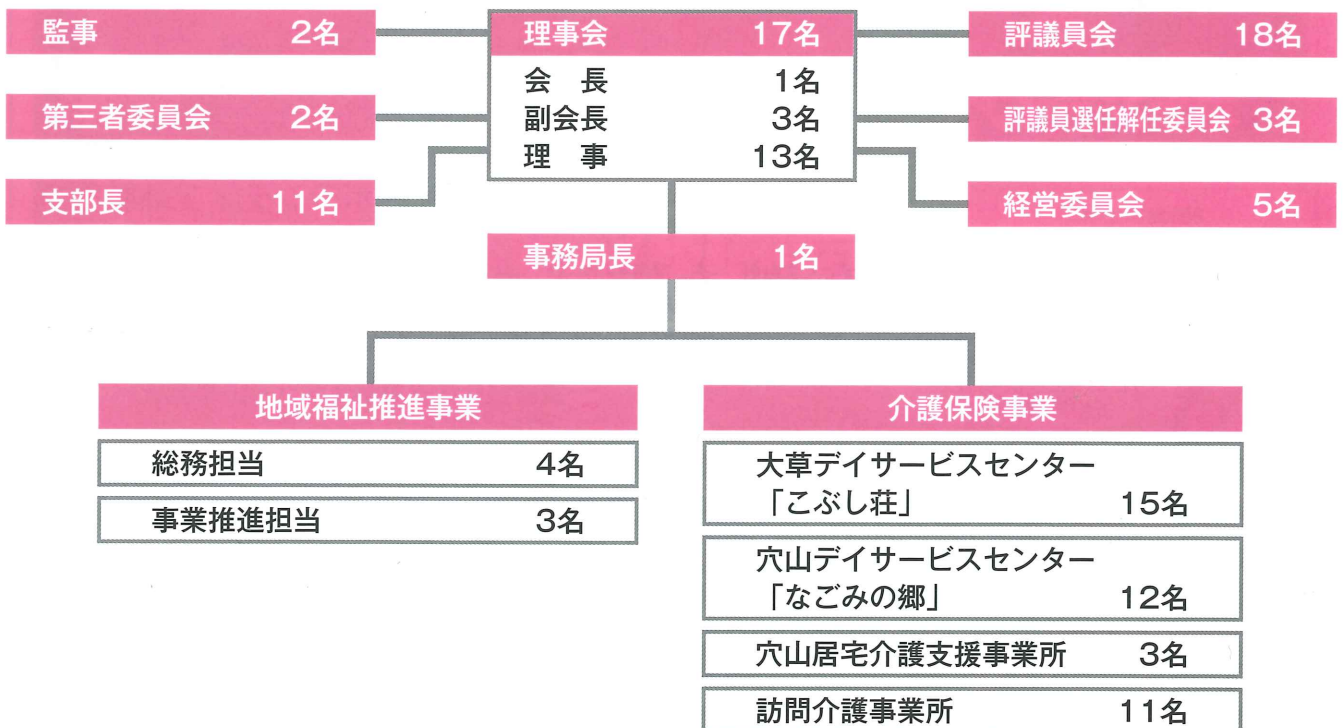 監事 2名
理事会 17名
評議員会 18名
会 長 1名
副会長 3名
理 事 13名
第三者委員会 2名
評議員選任解任委員会 3名
支部長 11名
経営委員会 5名
事務局長 1名
地域福祉推進事業
総務担当 4名
事業推進担当 3名
介護保険事業
大草デイサービスセンター
「こぶし荘」 15名
穴山デイサービスセンター
「なごみの郷」 12名
穴山居宅介護支援事業所 3名
訪問介護事業所 11名